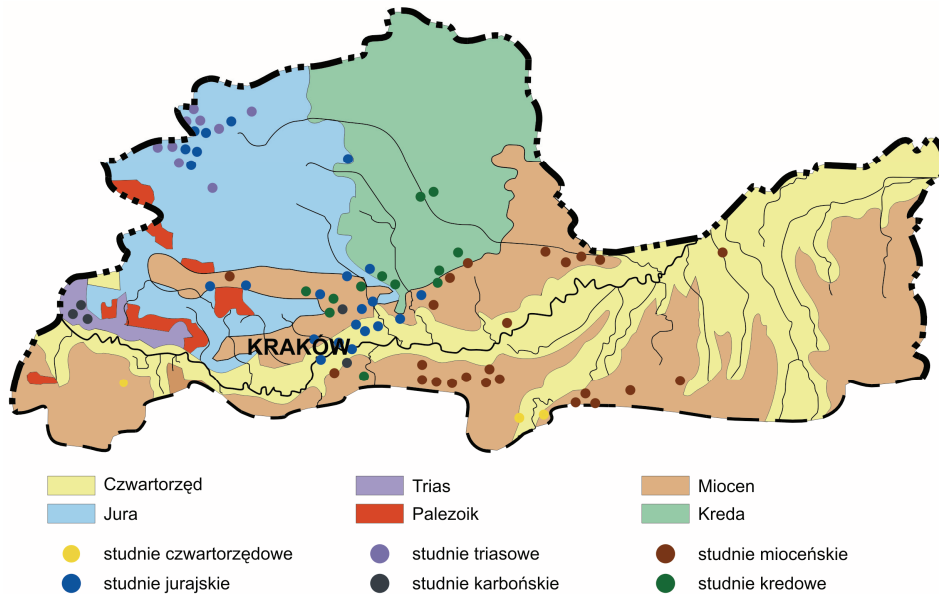 KRAKÓW
Czwartorzęd
Trias
Miocen
Jura
Palezoik
Kreda
studnie czwartorzędowe
studnie triasowe
studnie mioceńskie
studnie jurajskie
studnie karbońskie
studnie kredowe